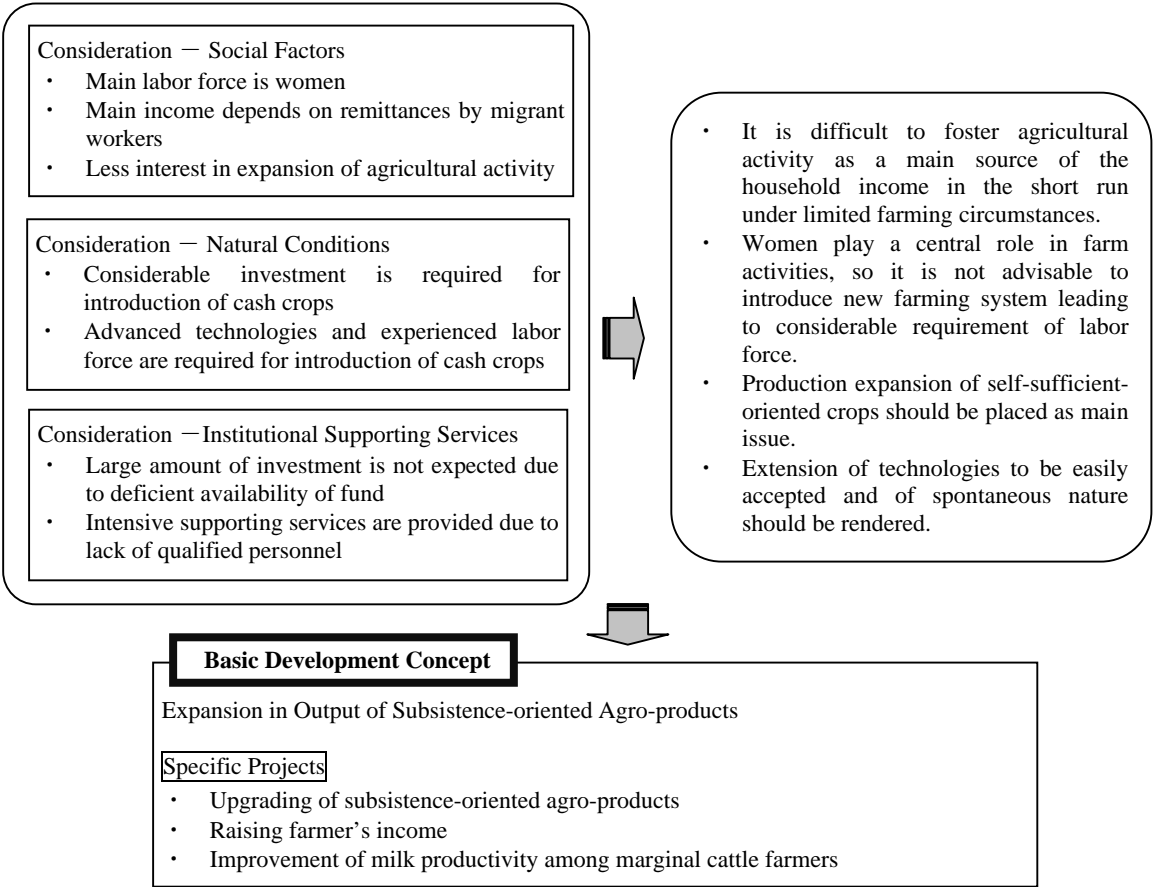 Consideration － Social Factors
・ Main labor force is women
・ Main income depends on remittances by migrant
workers
・ Less interest in expansion of agricultural activity
Consideration － Natural Conditions
・ Considerable investment is required for
introduction of cash crops
・ Advanced technologies and experienced labor
force are required for introduction of cash crops
Consideration －Institutional Supporting Services
・ Large amount of investment is not expected due
to deficient availability of fund
・ Intensive supporting services are provided due to
lack of qualified personnel
・ It is difficult to foster agricultural
activity as a main source of the
household income in the short run
under limited farming circumstances.
・ Women play a central role in farm
activities, so it is not advisable to
introduce new farming system leading
to considerable requirement of labor
force.
・ Production expansion of self-sufficient-
oriented crops should be placed as main
issue.
・ Extension of technologies to be easily
accepted and of spontaneous nature
should be rendered.
Basic Development Concept
Expansion in Output of Subsistence-oriented Agro-products
Specific Projects
・ Upgrading of subsistence-oriented agro-products
・ Raising farmer’s income
・ Improvement of milk productivity among marginal cattle farmers